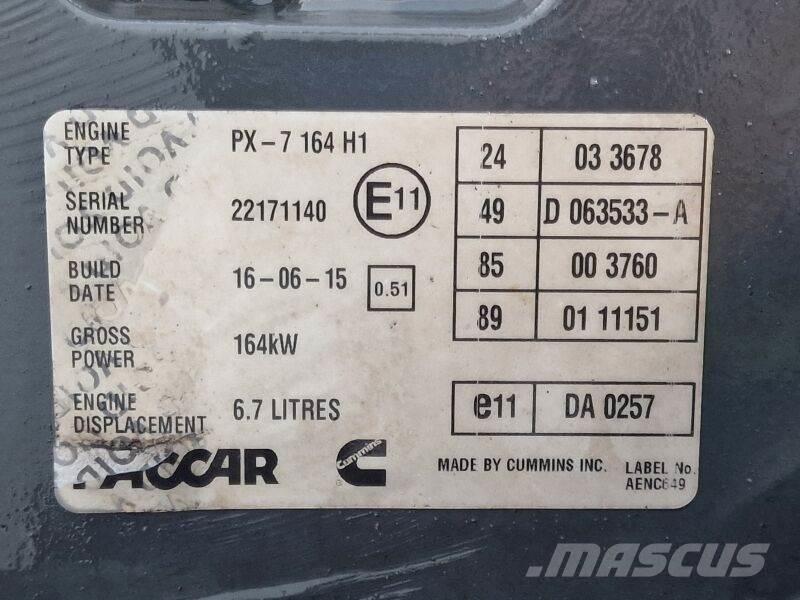 ENGINE TYPE PX-7 164 H1
SERIAL NUMBER 22171140 E11
BUILD DATE 16-06-15 0.51
GROSS POWER 164kW
ENGINE DISPLACEMENT 6.7 LITRES
24 03 3678
49 D 063533-A
85 00 3760
89 01 11151
e11 DA 0257
PACCAR Cummins MADE BY CUMMINS INC. LABEL No.
AENC649
MASCUS